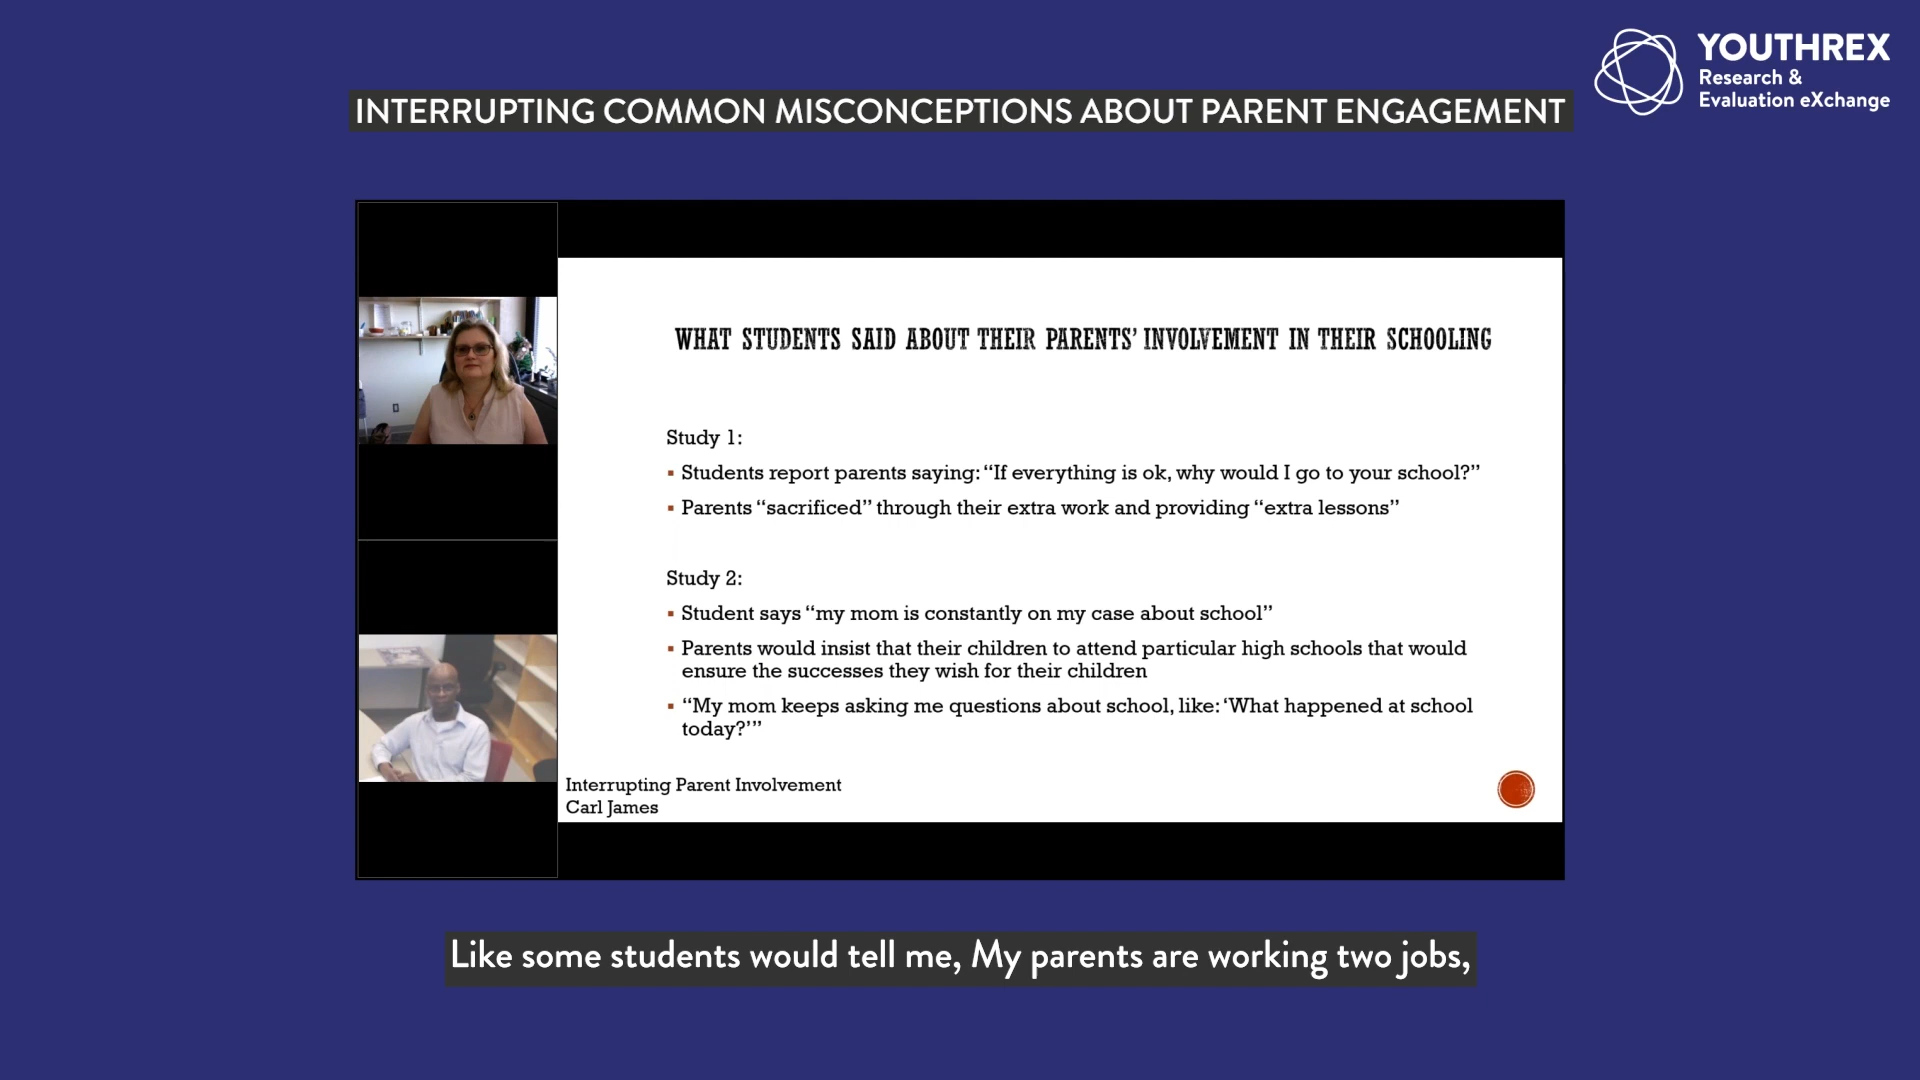 YOUTHREX
Research &
Evaluation eXchange
INTERRUPTING COMMON MISCONCEPTIONS ABOUT PARENT ENGAGEMENT
WHAT STUDENTS SAID ABOUT THEIR PARENTS’ INVOLVEMENT IN THEIR SCHOOLING
Study 1:
▪ Students report parents saying: “If everything is ok, why would I go to your school?”
▪ Parents “sacrificed” through their extra work and providing “extra lessons”
Study 2:
▪ Student says “my mom is constantly on my case about school”
▪ Parents would insist that their children to attend particular high schools that would
ensure the successes they wish for their children
▪ “My mom keeps asking me questions about school, like: ‘What happened at school
today?’”
Interrupting Parent Involvement
Carl James
Like some students would tell me, My parents are working two jobs,